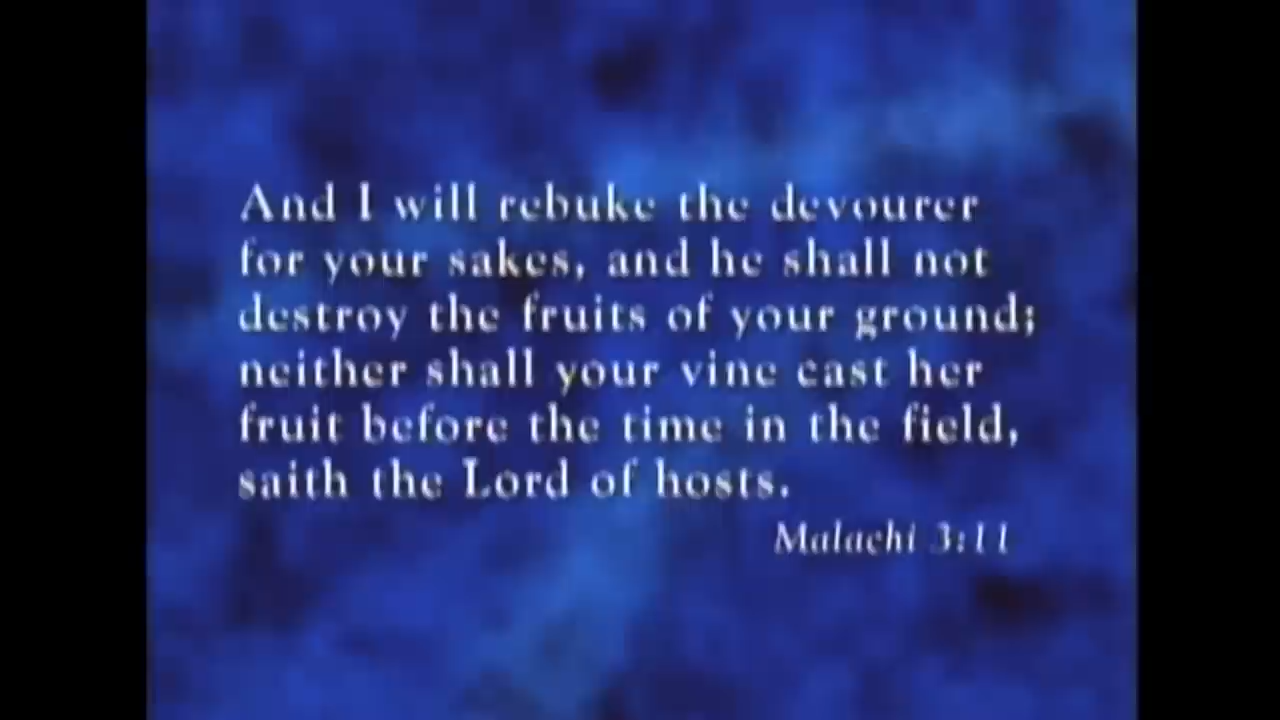 And I will rebuke the devourer
for your sakes, and he shall not
destroy the fruits of your ground;
neither shall your vine cast her
fruit before the time in the field,
saith the Lord of hosts.
Malachi 3:11